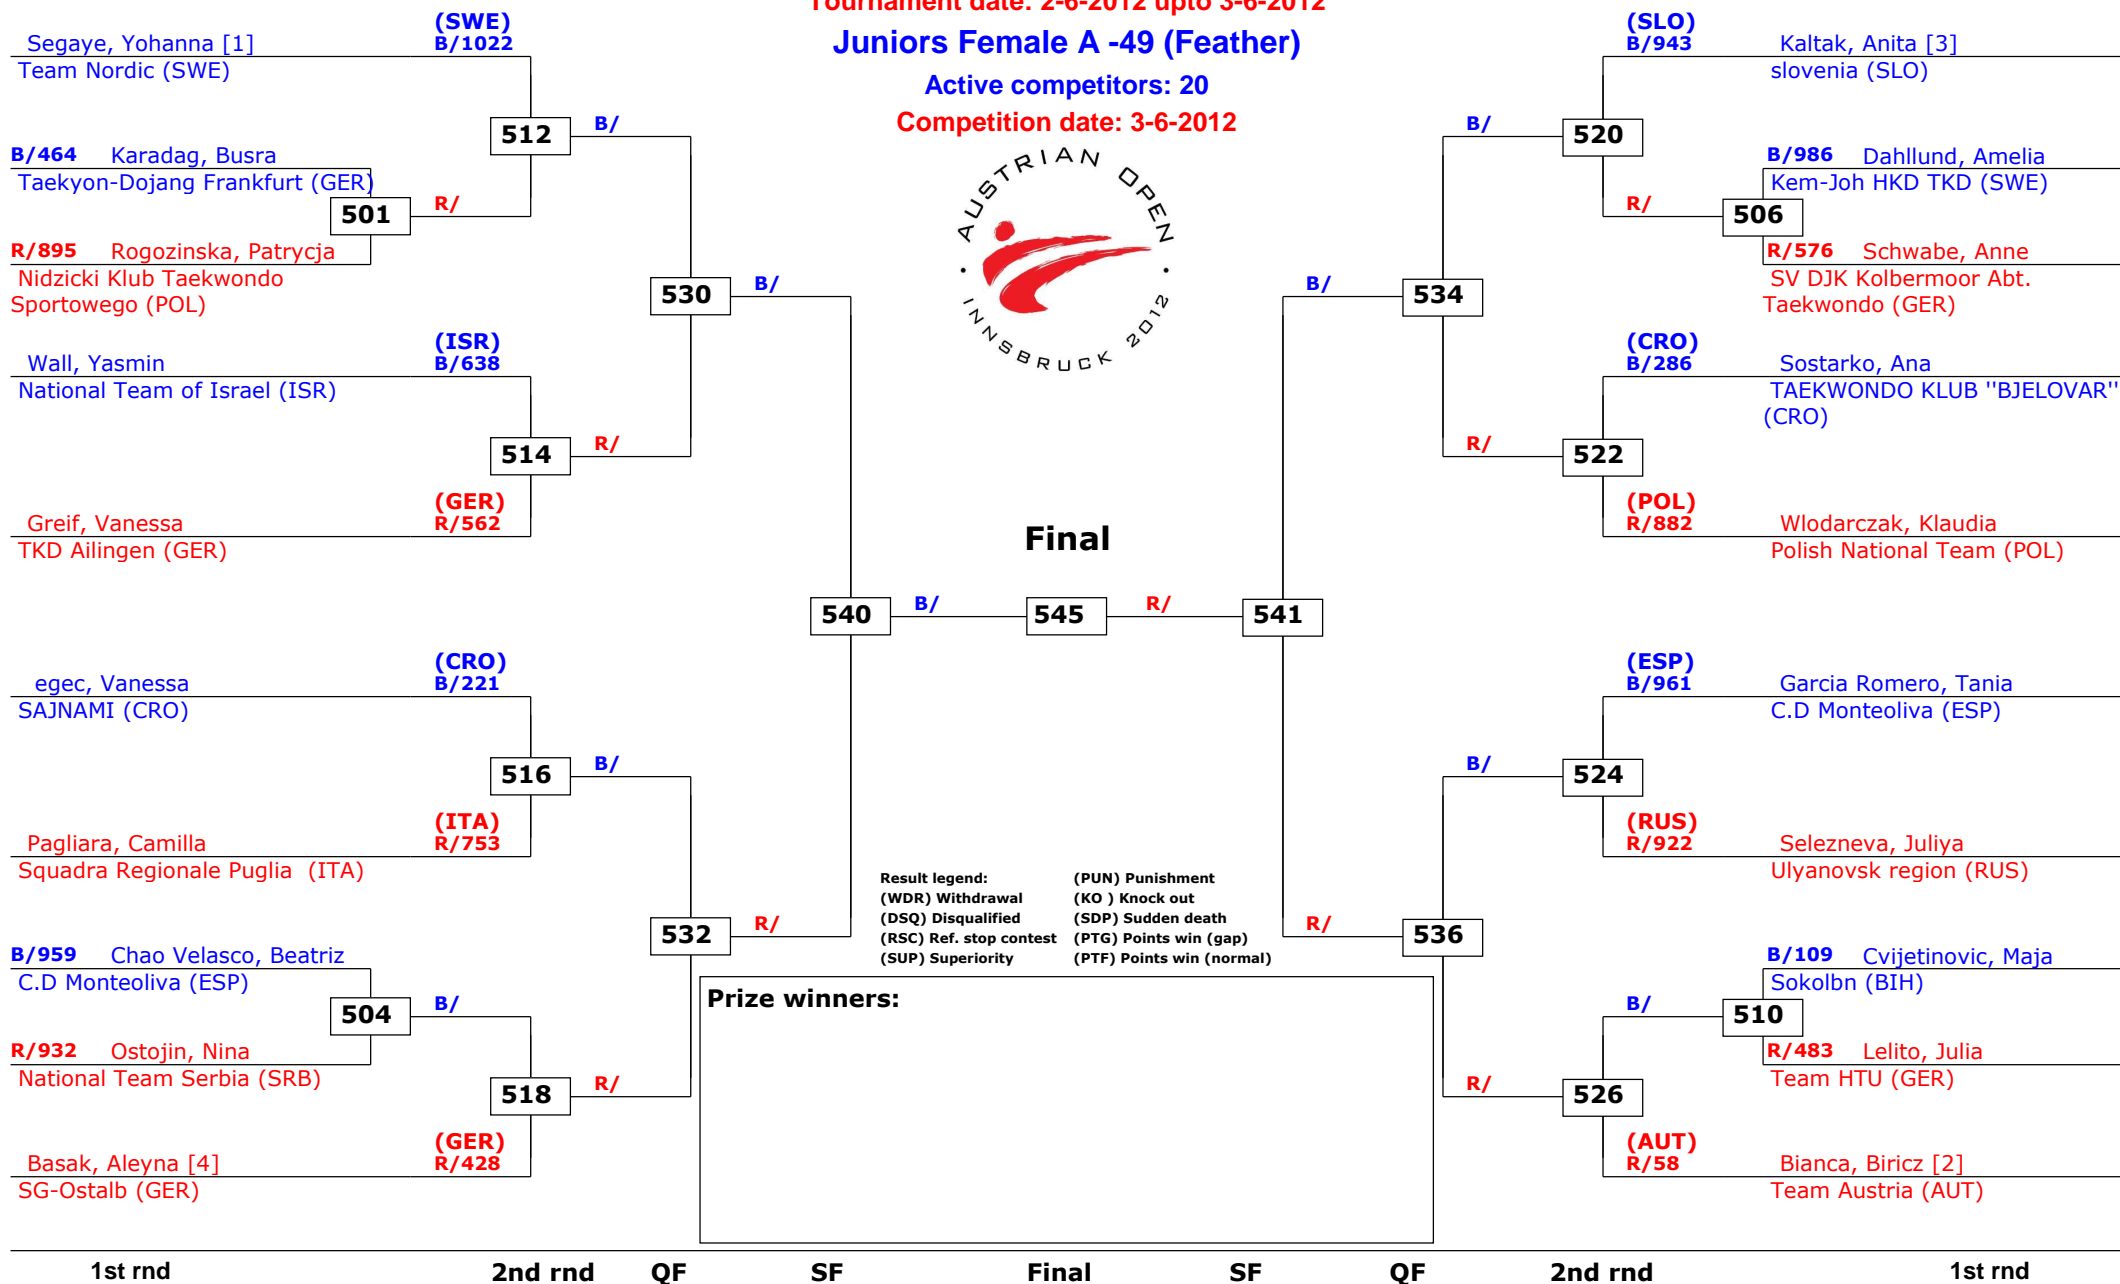 Tournament date: 2-6-2012 upto 3-6-2012
Juniors Female A -49 (Feather)
Active competitors: 20
Competition date: 3-6-2012
AUSTRIAN OPEN
INNSBRUCK 2012
(SWE)
Segaye, Yohanna [1] B/1022
Team Nordic (SWE)
512
B/
B/464 Karadag, Busra
Taekyon-Dojang Frankfurt (GER)
501
R/
R/895 Rogozinska, Patrycja
Nidzicki Klub Taekwondo
Sportowego (POL)
530
B/
(ISR)
Wall, Yasmin B/638
National Team of Israel (ISR)
514
R/
(GER)
Greif, Vanessa R/562
TKD Ailingen (GER)
540
B/
(CRO)
egec, Vanessa B/221
SAJNAMI (CRO)
516
B/
(ITA)
Pagliara, Camilla R/753
Squadra Regionale Puglia (ITA)
532
R/
B/959 Chao Velasco, Beatriz
C.D Monteoliva (ESP)
504
B/
R/932 Ostojin, Nina
National Team Serbia (SRB)
518
R/
(GER)
Basak, Aleyna [4] R/428
SG-Ostalb (GER)
Final
545
R/
541
(SLO)
B/943 Kaltak, Anita [3]
slovenia (SLO)
B/
520
B/986 Dahllund, Amelia
Kem-Joh HKD TKD (SWE)
R/
506
R/576 Schwabe, Anne
SV DJK Kolbermoor Abt.
Taekwondo (GER)
B/
534
(CRO)
B/286 Sostarko, Ana
TAEKWONDO KLUB "BJELOVAR"
(CRO)
R/
522
(POL)
R/882 Wlodarczak, Klaudia
Polish National Team (POL)
(ESP)
B/961 Garcia Romero, Tania
C.D Monteoliva (ESP)
B/
524
(RUS)
R/922 Selezneva, Juliya
Ulyanovsk region (RUS)
R/
536
B/109 Cvijetinovic, Maja
Sokolbn (BIH)
B/
510
R/483 Lelito, Julia
Team HTU (GER)
R/
526
(AUT)
R/58 Bianca, Biricz [2]
Team Austria (AUT)
Result legend: (PUN) Punishment
(WDR) Withdrawal (KO ) Knock out
(DSQ) Disqualified (SDP) Sudden death
(RSC) Ref. stop contest (PTG) Points win (gap)
(SUP) Superiority (PTF) Points win (normal)
Prize winners:
1st rnd 2nd rnd QF SF Final SF QF 2nd rnd 1st rnd